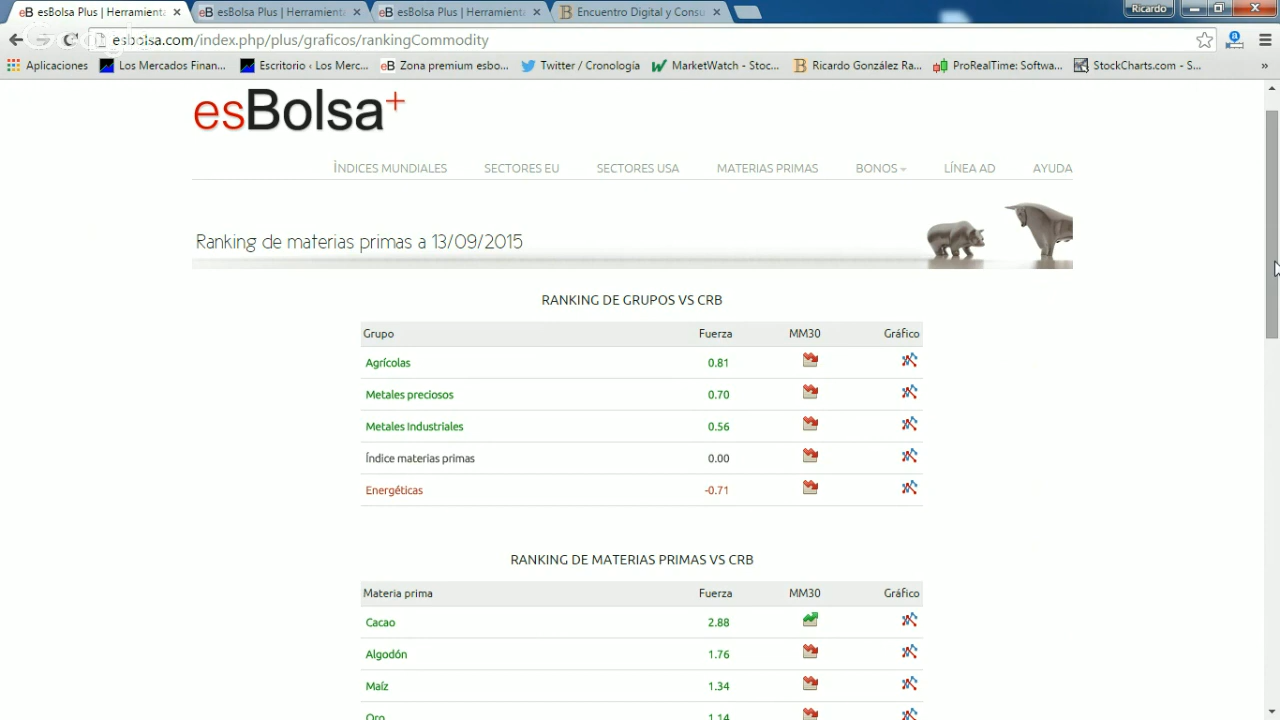 esBolsa Plus | Herramienta
esBolsa Plus | Herramienta
esBolsa Plus | Herramienta
Encuentro Digital y Consu
Ricardo
esbolsa.com/index.php/plus/graficos/rankingCommodity
Aplicaciones
Los Mercados Finan...
Escritorio ‹ Los Merc...
Zona premium esbo...
Twitter / Cronología
MarketWatch - Stoc...
Ricardo González Ra...
ProRealTime: Softwa...
StockCharts.com - S...
esBolsa+
ÍNDICES MUNDIALES
SECTORES EU
SECTORES USA
MATERIAS PRIMAS
BONOS
LÍNEA AD
AYUDA
Ranking de materias primas a 13/09/2015
RANKING DE GRUPOS VS CRB
Grupo Fuerza MM30 Gráfico
Agrícolas 0.81
Metales preciosos 0.70
Metales Industriales 0.56
Índice materias primas 0.00
Energéticas -0.71
RANKING DE MATERIAS PRIMAS VS CRB
Materia prima Fuerza MM30 Gráfico
Cacao 2.88
Algodón 1.76
Maíz 1.34
Oro 1.14